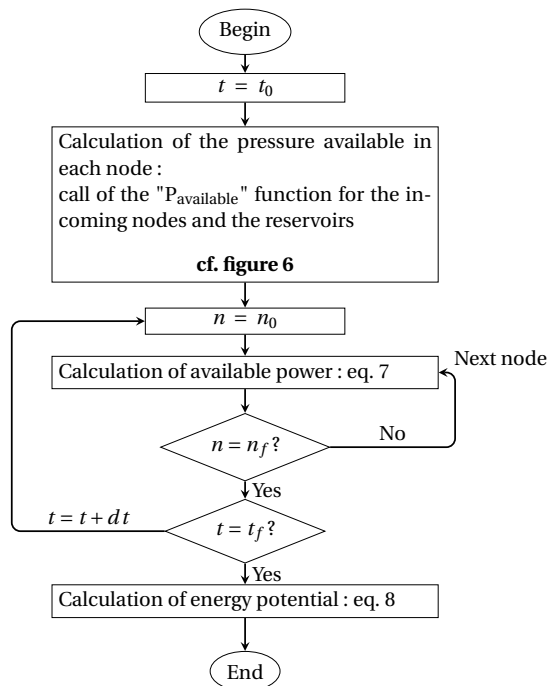 Begin
t = t₀
Calculation of the pressure available in
each node :
call of the "P_available" function for the in-
coming nodes and the reservoirs
cf. figure 6
n = n₀
Next node
Calculation of available power : eq. 7
n = n_f ?
No
Yes
t = t + dt
t = t_f ?
Yes
Calculation of energy potential : eq. 8
End